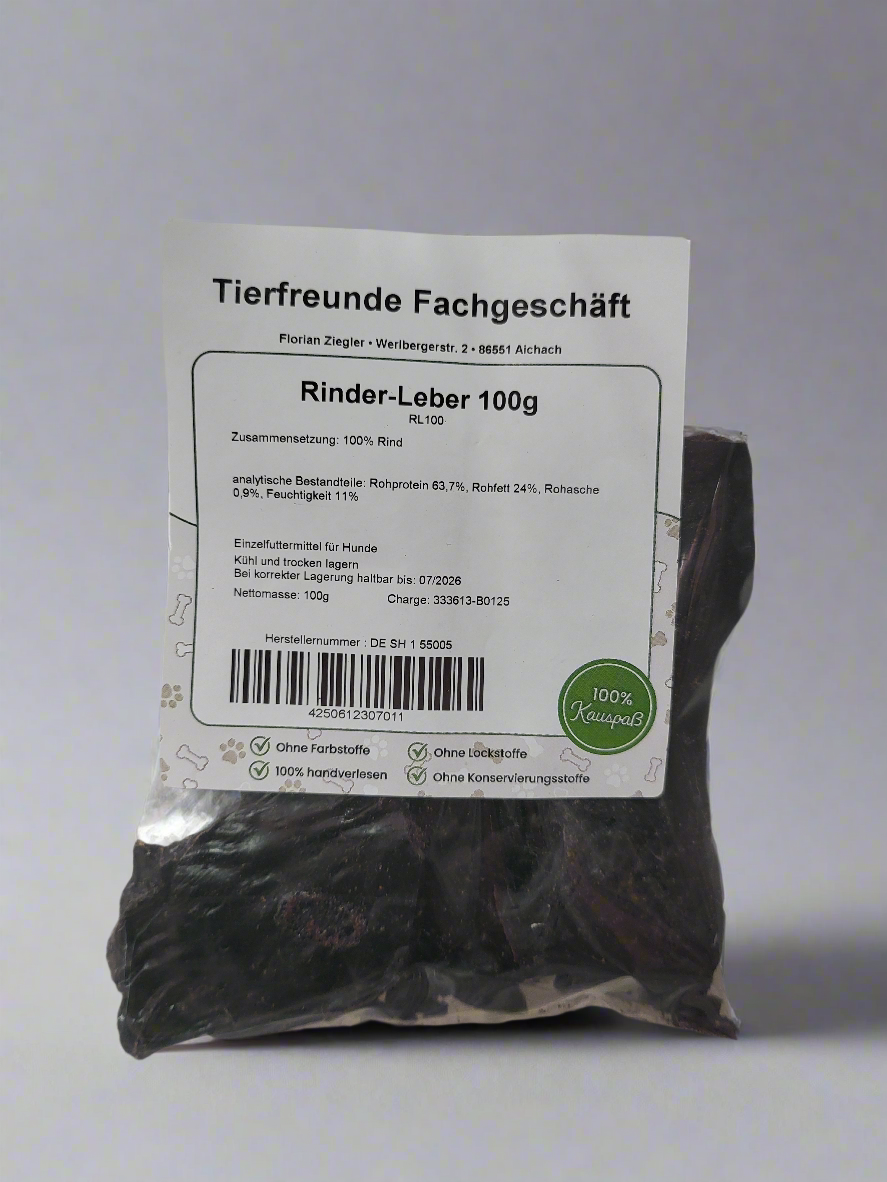 Tierfreunde Fachgeschäft
Florian Ziegler • Werlbergerstr. 2 • 86551 Aichach
Rinder-Leber 100g
RL100
Zusammensetzung: 100% Rind
analytische Bestandteile: Rohprotein 63,7%, Rohfett 24%, Rohasche
0,9%, Feuchtigkeit 11%
Einzelfuttermittel für Hunde
Kühl und trocken lagern
Bei korrekter Lagerung haltbar bis: 07/2026
Nettomasse: 100g Charge: 333613-B0125
Herstellernummer : DE SH 1 55005
4250612307011
100%
Kauspaß
Ohne Farbstoffe Ohne Lockstoffe
100% handverlesen Ohne Konservierungsstoffe